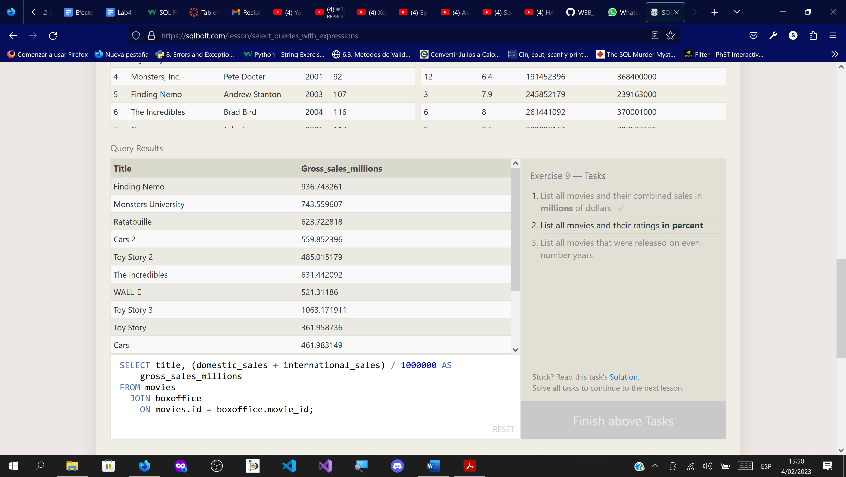 https://sqlbolt.com/lesson/select_queries_with_expressions
Comenzar a usar Firefox
Nueva pestaña
8. Errors and Exceptio...
Python - String Exercis...
6.3. Metodos de Valid...
Convertir Julios a Calo...
Cin, cout, scanf y print...
The SQL Murder Myst...
Filter
PhET Interactiv...
4 Monsters, Inc. Pete Docter 2001 92 12 6.4 191452396 368400000
5 Finding Nemo Andrew Stanton 2003 107 3 7.9 245852179 239163000
6 The Incredibles Brad Bird 2004 116 6 8 261441092 370001000
Query Results
Title Gross_sales_millions
Finding Nemo
Monsters University 743.559607
Ratatouille 623.722818
Cars 2 559.852396
Toy Story 2 485.015179
The Incredibles 631.442092
WALL-E 521.31186
Toy Story 3 1063.171911
Toy Story 361.958736
Cars 461.983149
Exercise 9 — Tasks
1. List all movies and their combined sales in
millions of dollars ✓
2. List all movies and their ratings in percent
3. List all movies that were released on even
number years
SELECT title, (domestic_sales + international_sales) / 1000000 AS
gross_sales_millions
FROM movies
JOIN boxoffice
ON movies.id = boxoffice.movie_id;
RESET
Stuck? Read this task's Solution.
Solve all tasks to continue to the next lesson.
Finish above Tasks
ESP
4/02/2023